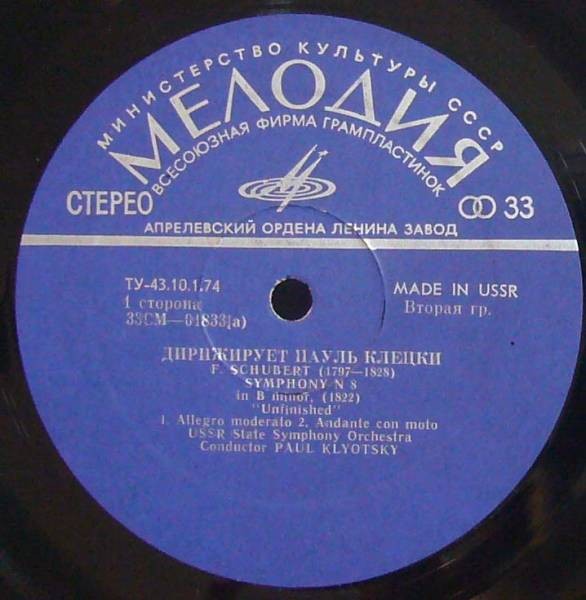 МИНИСТЕРСТВО КУЛЬТУРЫ СССР
МЕЛОДИЯ
ВСЕСОЮЗНАЯ ФИРМА ГРАМПЛАСТИНОК
СТЕРЕО 33
АПРЕЛЕВСКИЙ ОРДЕНА ЛЕНИНА ЗАВОД
ТУ-43.10.1.74 MADE IN USSR
1 сторона Вторая гр.
33СМ—01833(а)
ДИРИЖИРУЕТ ПАУЛЬ КЛЕЦКИ
F. SCHUBERT (1797—1828)
SYMPHONY N 8
in B minor, (1822)
"Unfinished"
1. Allegro moderato 2. Andante con moto
USSR State Symphony Orchestra
Conductor PAUL KLYOTSKY